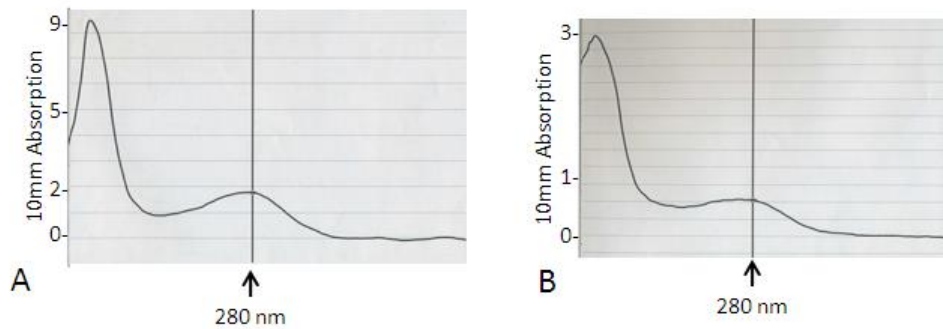 10mm Absorption
9-
5-
2-
0-
A
280 nm
10mm Absorption
3-
1-
0-
B
280 nm